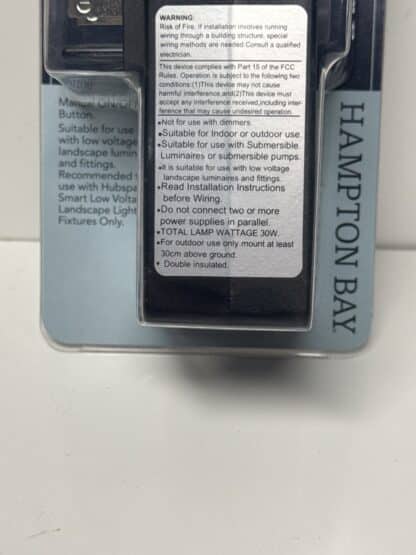 WARNING:
Risk of Fire. If installation involves running
wiring through a building structure, special
wiring methods are needed. Consult a qualified
electrician.
This device complies with Part 15 of the FCC
Rules. Operation is subject to the following two
conditions:(1)This device may not cause
harmful interference,and(2)This device must
accept any interference received,including inter-
ference that may cause undesired operation.
•Not for use with dimmers.
•Suitable for Indoor or outdoor use.
•Suitable for use with Submersible
Luminaires or submersible pumps.
•It is suitable for use with low voltage
landscape luminaires and fittings.
•Read Installation Instructions
before Wiring.
•Do not connect two or more
power supplies in parallel.
•TOTAL LAMP WATTAGE 30W.
•For outdoor use only mount at least
30cm above ground.
• Double insulated.
Manual ON/OFF
Button.
Suitable for use
with low voltage
landscape lumin
and fittings.
Recommended
use with Hubspa
Smart Low Volta
Landscape Light
Fixtures Only.
HAMPTON BAY